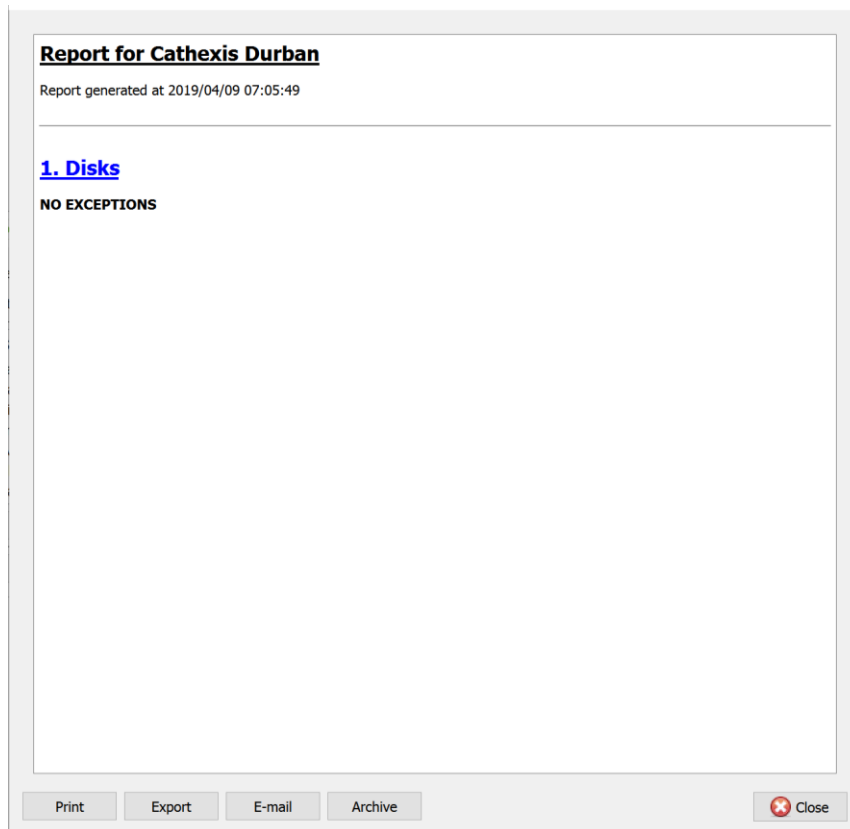 Report for Cathexis Durban
Report generated at 2019/04/09 07:05:49
1. Disks
NO EXCEPTIONS
Print Export E-mail Archive Close